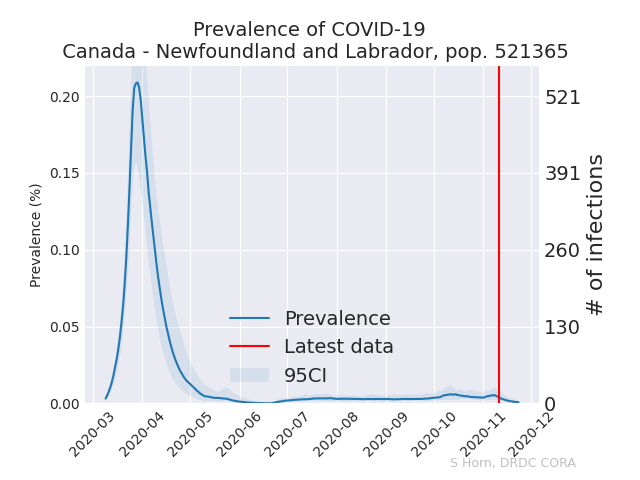 Prevalence of COVID-19
Canada - Newfoundland and Labrador, pop. 521365
Prevalence (%)
0.20
0.15
0.10
0.05
0.00
521
391
260
130
0
# of infections
Prevalence
Latest data
95CI
2020-03
2020-04
2020-05
2020-06
2020-07
2020-08
2020-09
2020-10
2020-11
2020-12
S Horn, DRDC CORA